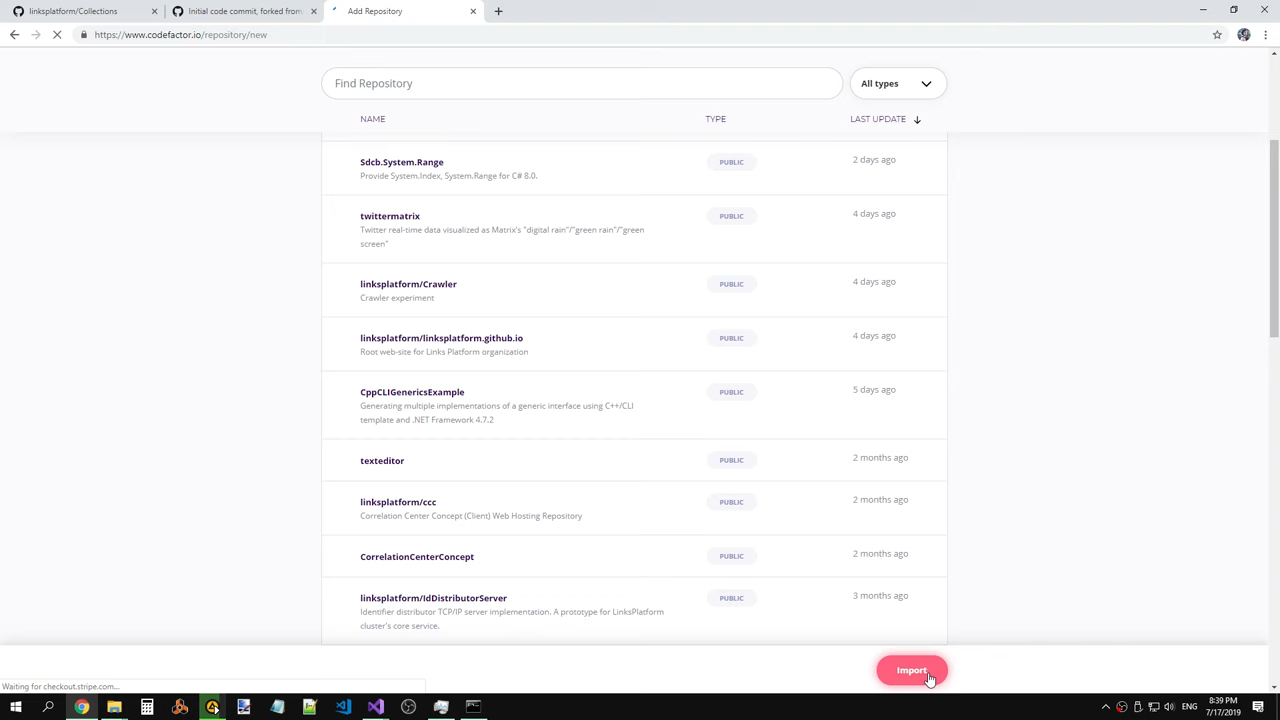 linksplatform/Collections
Initial code commit, forked from
Add Repository
https://www.codefactor.io/repository/new
Find Repository
All types
NAME
TYPE
LAST UPDATE
Sdcb.System.Range
PUBLIC
2 days ago
Provide System.Index, System.Range for C# 8.0.
twittermatrix
PUBLIC
4 days ago
Twitter real-time data visualized as Matrix's "digital rain"/"green rain"/"green
screen"
linksplatform/Crawler
PUBLIC
4 days ago
Crawler experiment
linksplatform/linksplatform.github.io
PUBLIC
4 days ago
Root web-site for Links Platform organization
CppCLIGenericsExample
PUBLIC
5 days ago
Generating multiple implementations of a generic interface using C++/CLI
template and .NET Framework 4.7.2
texteditor
PUBLIC
2 months ago
linksplatform/ccc
PUBLIC
2 months ago
Correlation Center Concept (Client) Web Hosting Repository
CorrelationCenterConcept
PUBLIC
2 months ago
linksplatform/IdDistributorServer
PUBLIC
3 months ago
Identifier distributor TCP/IP server implementation. A prototype for LinksPlatform
cluster's core service.
Import
Waiting for checkout.stripe.com...
ENG
8:39 PM
7/17/2019